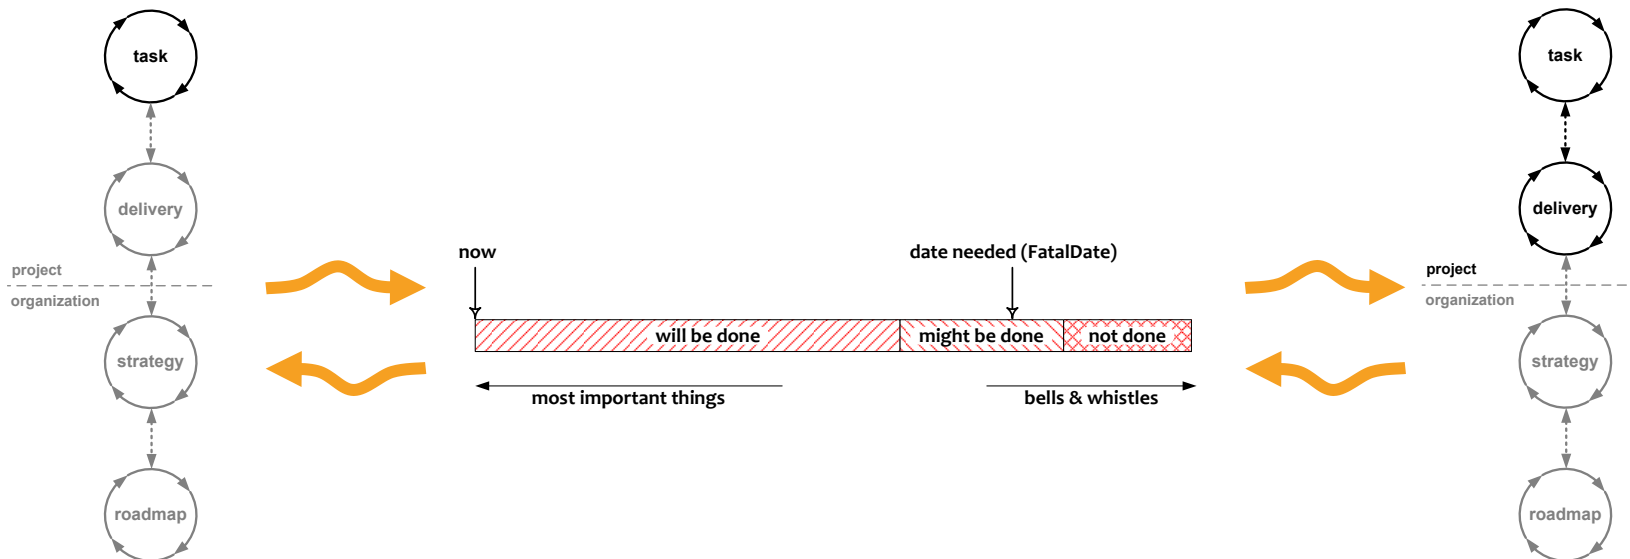 task
delivery
project
organization
strategy
roadmap
now
date needed (FatalDate)
will be done
might be done
not done
most important things
bells & whistles
task
delivery
project
organization
strategy
roadmap